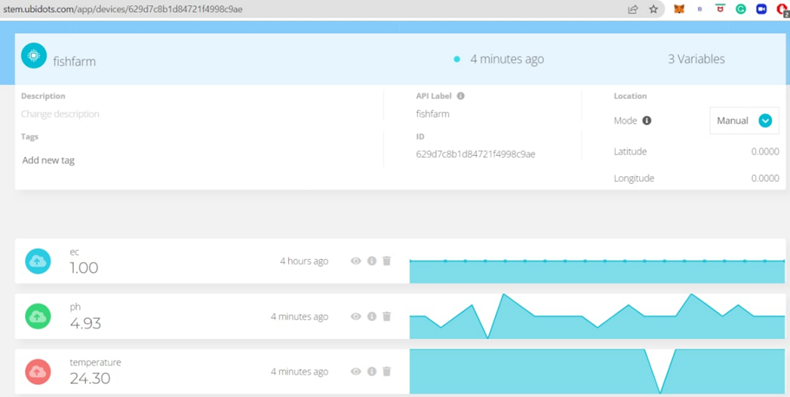 stem.ubidots.com/app/devices/629d7c8b1d84721f4998c9ae
2
fishfarm
4 minutes ago
3 Variables
Description
API Label
Location
Change description
fishfarm
Mode
Manual
Tags
ID
Add new tag
629d7c8b1d84721f4998c9ae
Latitude
0.0000
Longitude
0.0000
ec
1.00
4 hours ago
ph
4.93
4 minutes ago
temperature
24.30
4 minutes ago